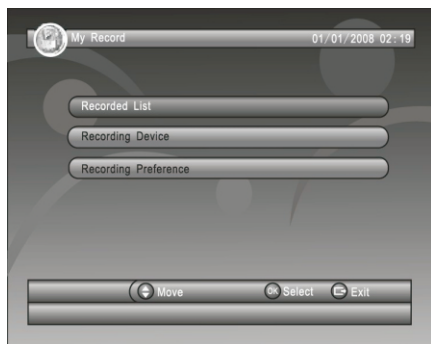 My Record 01/01/2008 02:19
Recorded List
Recording Device
Recording Preference
Move OK Select Exit